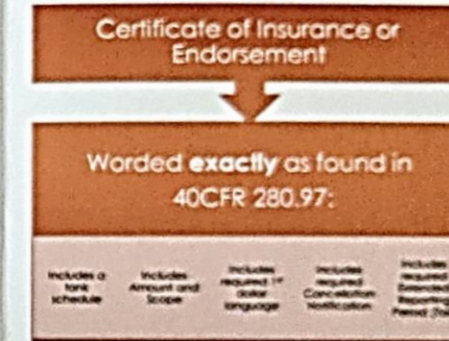 Certificate of Insurance or
Endorsement
Worded exactly as found in
40CFR 280.97:
Includes a
tank
schedule
Includes
Amount and
Scope
Includes
required 1st
dollar
language
Includes
required
Cancellation
Notification
Includes
required
Extended
Reporting
Period